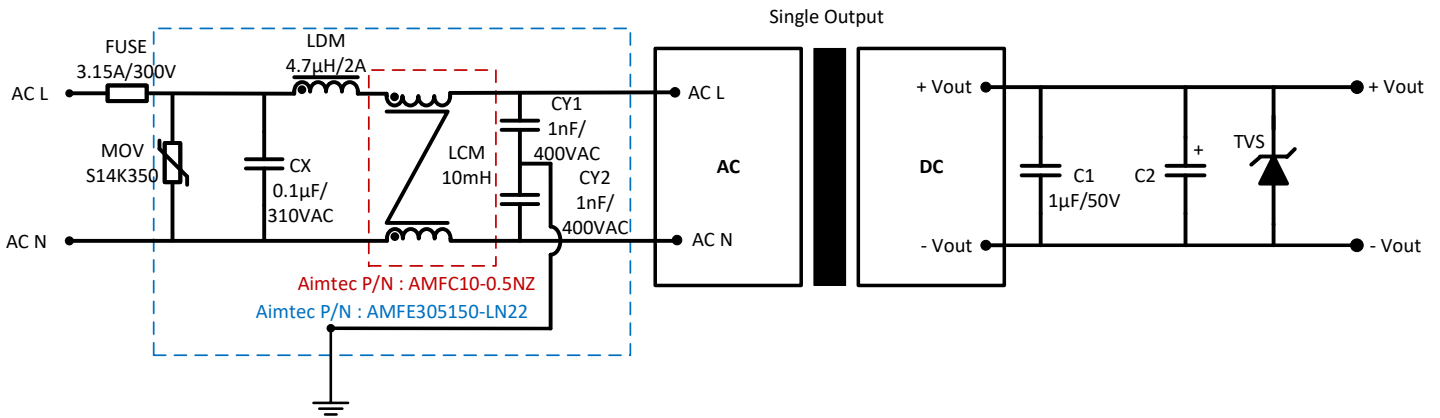 Single Output
FUSE
3.15A/300V
LDM
4.7µH/2A
AC L
MOV
S14K350
CX
0.1µF/
310VAC
LCM
10mH
CY1
1nF/
400VAC
CY2
1nF/
400VAC
AC N
Aimtec P/N : AMFC10-0.5NZ
Aimtec P/N : AMFE305150-LN22
AC L
AC
AC N
+ Vout
DC
- Vout
C1
1µF/50V
C2
+
TVS
+ Vout
- Vout